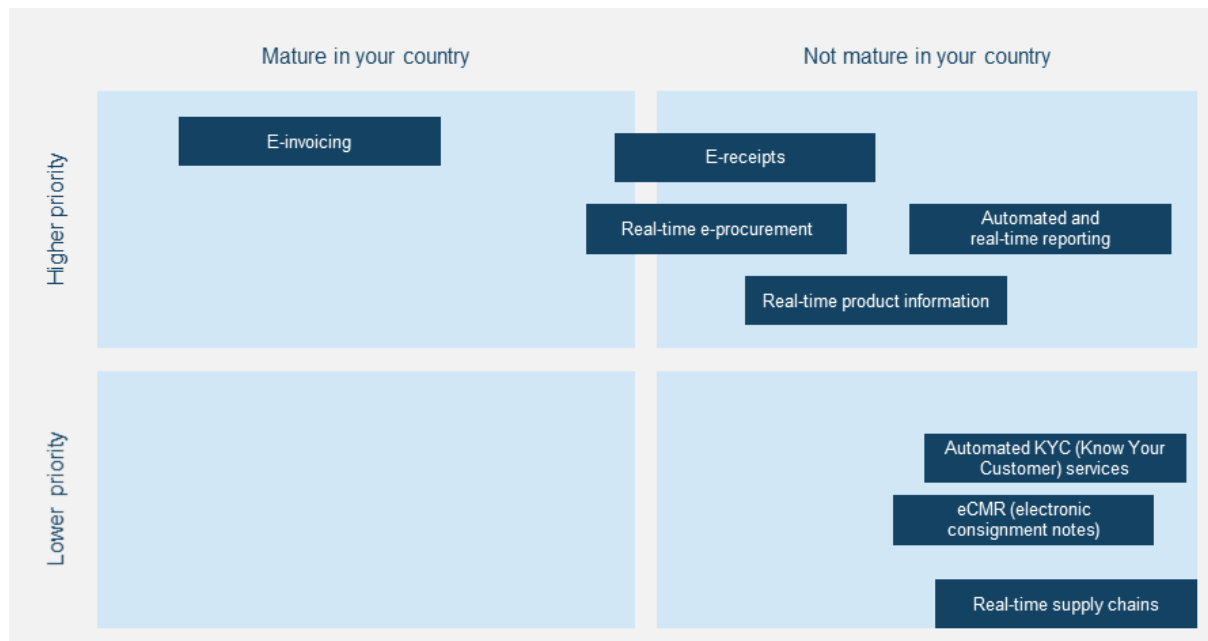 Mature in your country
Not mature in your country
Higher priority
E-invoicing
E-receipts
Real-time e-procurement
Automated and
real-time reporting
Real-time product information
Lower priority
Automated KYC (Know Your
Customer) services
eCMR (electronic
consignment notes)
Real-time supply chains